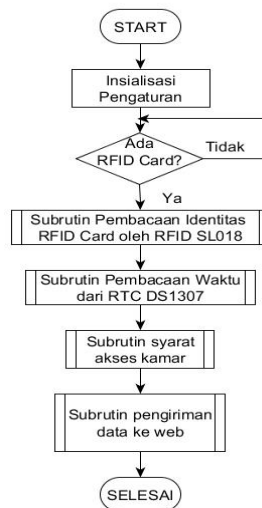 START
Insialisasi
Pengaturan
Ada
RFID Card?
Tidak
Ya
Subrutin Pembacaan Identitas
RFID Card oleh RFID SL018
Subrutin Pembacaan Waktu
dari RTC DS1307
Subrutin syarat
akses kamar
Subrutin pengiriman
data ke web
SELESAI